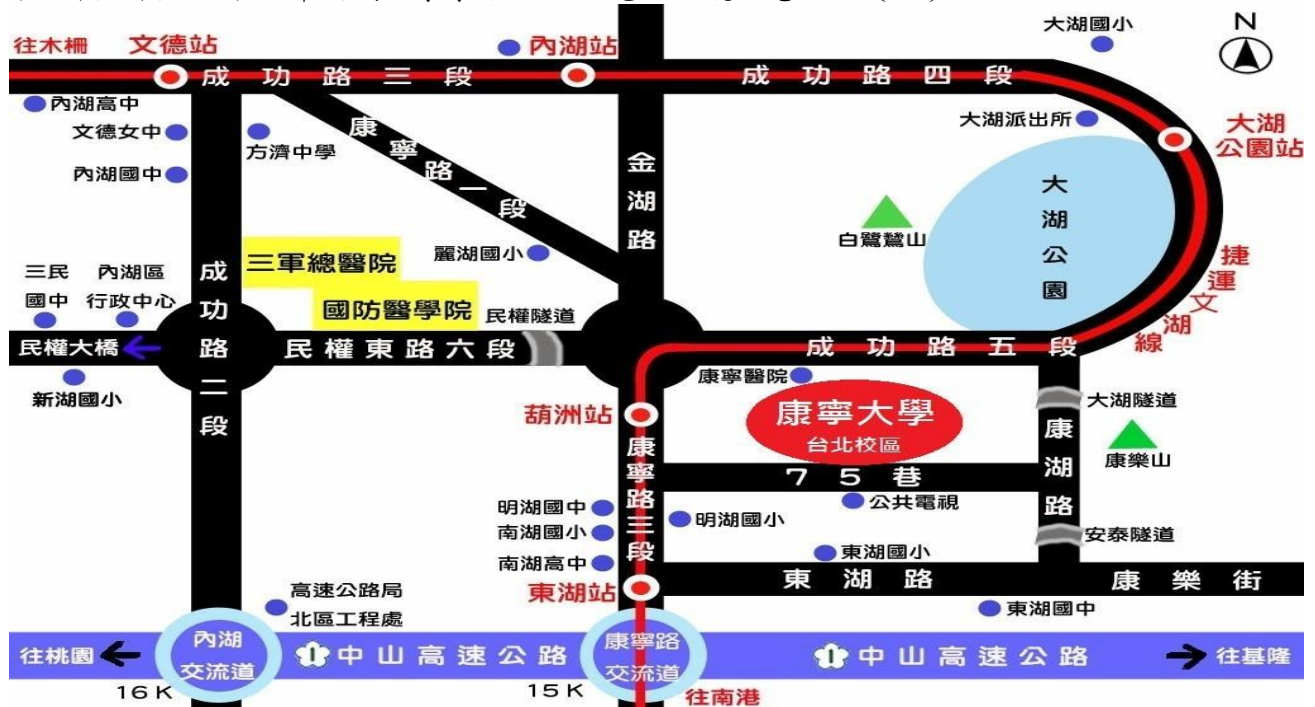 大湖國小
N
往木柵
文德站
內湖站
成功路三段
成功路四段
內湖高中
文德女中
方濟中學
內湖國中
康寧路一段
金湖路
大湖派出所
大湖公園站
大湖公園
白鷺鷥山
三軍總醫院
麗湖國小
國防醫學院
民權隧道
三民國中
內湖區行政中心
成功路二段
捷運文湖線
民權大橋
民權東路六段
成功路五段
新湖國小
康寧醫院
康寧大學
台北校區
葫洲站
大湖隧道
康樂山
康湖路
康寧路三段
75巷
公共電視
明湖國中
明湖國小
南湖國小
南湖高中
安泰隧道
東湖國小
東湖站
東湖路
康樂街
高速公路局
北區工程處
東湖國中
往桃園
內湖
交流道
1
中山高速公路
康寧路
交流道
1
中山高速公路
往基隆
16K
15K
往南港